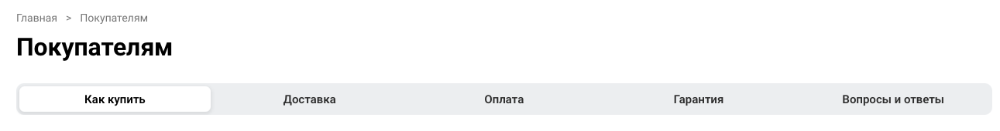 Главная > Покупателям
Покупателям
Как купить Доставка Оплата Гарантия Вопросы и ответы